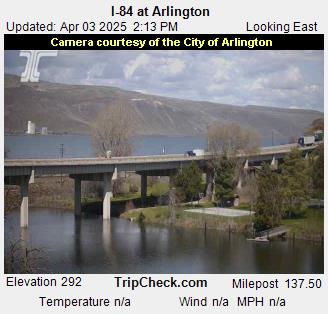 I-84 at Arlington
Updated: Apr 03 2025 2:13 PM Looking East
Camera courtesy of the City of Arlington
Elevation 292 TripCheck.com Milepost 137.50
Temperature n/a Wind n/a MPH n/a